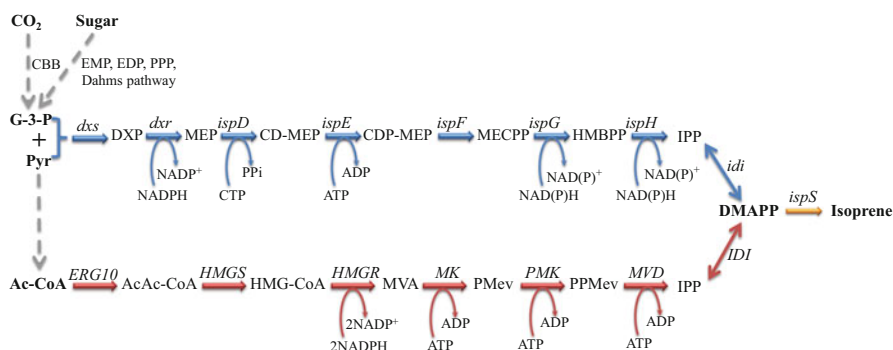 CO2 Sugar
CBB EMP, EDP, PPP,
Dahms pathway
G-3-P
+
Pyr
dxs DXP dxr MEP ispD CD-MEP ispE CDP-MEP ispF MECPP ispG HMBPP ispH IPP
NADP+ PPi ADP NAD(P)+ NAD(P)+
NADPH CTP ATP NAD(P)H NAD(P)H
idi
DMAPP ispS Isoprene
IDI
Ac-CoA ERG10 AcAc-CoA HMGS HMG-CoA HMGR MVA MK PMev PMK PPMev MVD IPP
2NADP+ ADP ADP ADP
2NADPH ATP ATP ATP